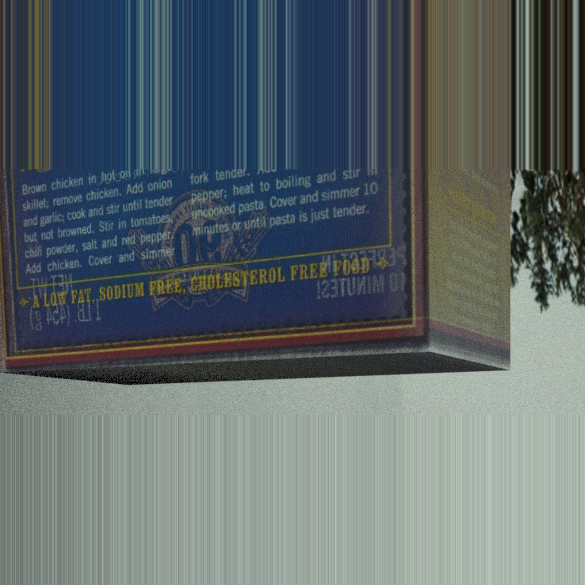 Brown chicken in hot oil in
skillet; remove chicken. Add onion
and garlic; cook and stir until tender
but not browned. Stir in tomatoes,
chili powder, salt and red pepper.
Add chicken. Cover and simmer
fork tender.
pepper; heat to boiling and stir in
uncooked pasta. Cover and simmer 10
minutes or until pasta is just tender.
A LOW FAT, SODIUM FREE, CHOLESTEROL FREE FOOD
PERFECT IN
10 MINUTES!
NET WT
1 LB (454 g)